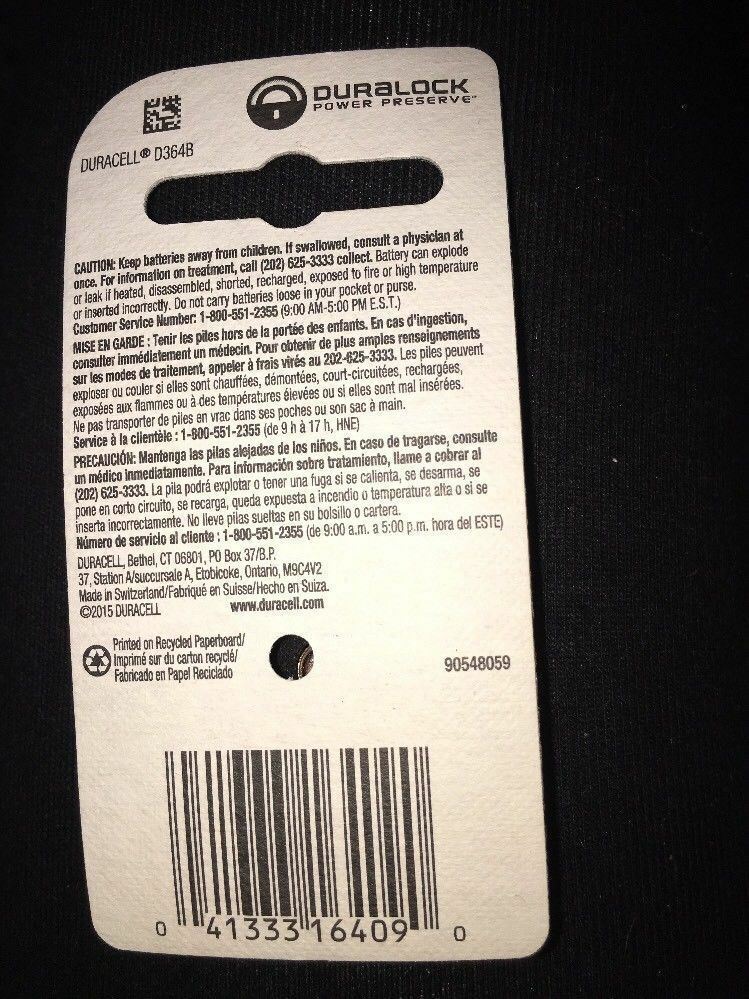 DURALOCK
POWER PRESERVE™
DURACELL® D364B
CAUTION: Keep batteries away from children. If swallowed, consult a physician at
once. For information on treatment, call (202) 625-3333 collect. Battery can explode
or leak if heated, disassembled, shorted, recharged, exposed to fire or high temperature
or inserted incorrectly. Do not carry batteries loose in your pocket or purse.
Customer Service Number: 1-800-551-2355 (9:00 AM-5:00 PM E.S.T.)
MISE EN GARDE : Tenir les piles hors de la portée des enfants. En cas d'ingestion,
consulter immédiatement un médecin. Pour obtenir de plus amples renseignements
sur les modes de traitement, appeler à frais virés au 202-625-3333. Les piles peuvent
exploser ou couler si elles sont chauffées, démontées, court-circuitées, rechargées,
exposées aux flammes ou à des températures élevées ou si elles sont mal insérées.
Ne pas transporter de piles en vrac dans ses poches ou son sac à main.
Service à la clientèle : 1-800-551-2355 (de 9 h à 17 h, HNE)
PRECAUCIÓN: Mantenga las pilas alejadas de los niños. En caso de tragarse, consulte
un médico inmediatamente. Para información sobre tratamiento, llame a cobrar al
(202) 625-3333. La pila podrá explotar o tener una fuga si se calienta, se desarma, se
pone en corto circuito, se recarga, queda expuesta a incendio o temperatura alta o si se
inserta incorrectamente. No lleve pilas sueltas en su bolsillo o cartera.
Número de servicio al cliente : 1-800-551-2355 (de 9:00 a.m. a 5:00 p.m. hora del ESTE)
DURACELL, Bethel, CT 06801, PO Box 37/B.P.
37, Station A/succursale A, Etobicoke, Ontario, M9C4V2
Made in Switzerland/Fabriqué en Suisse/Hecho en Suiza.
©2015 DURACELL www.duracell.com
Printed on Recycled Paperboard/
Imprimé sur du carton recyclé/
Fabricado en Papel Reciclado
90548059
0 41333 16409 0